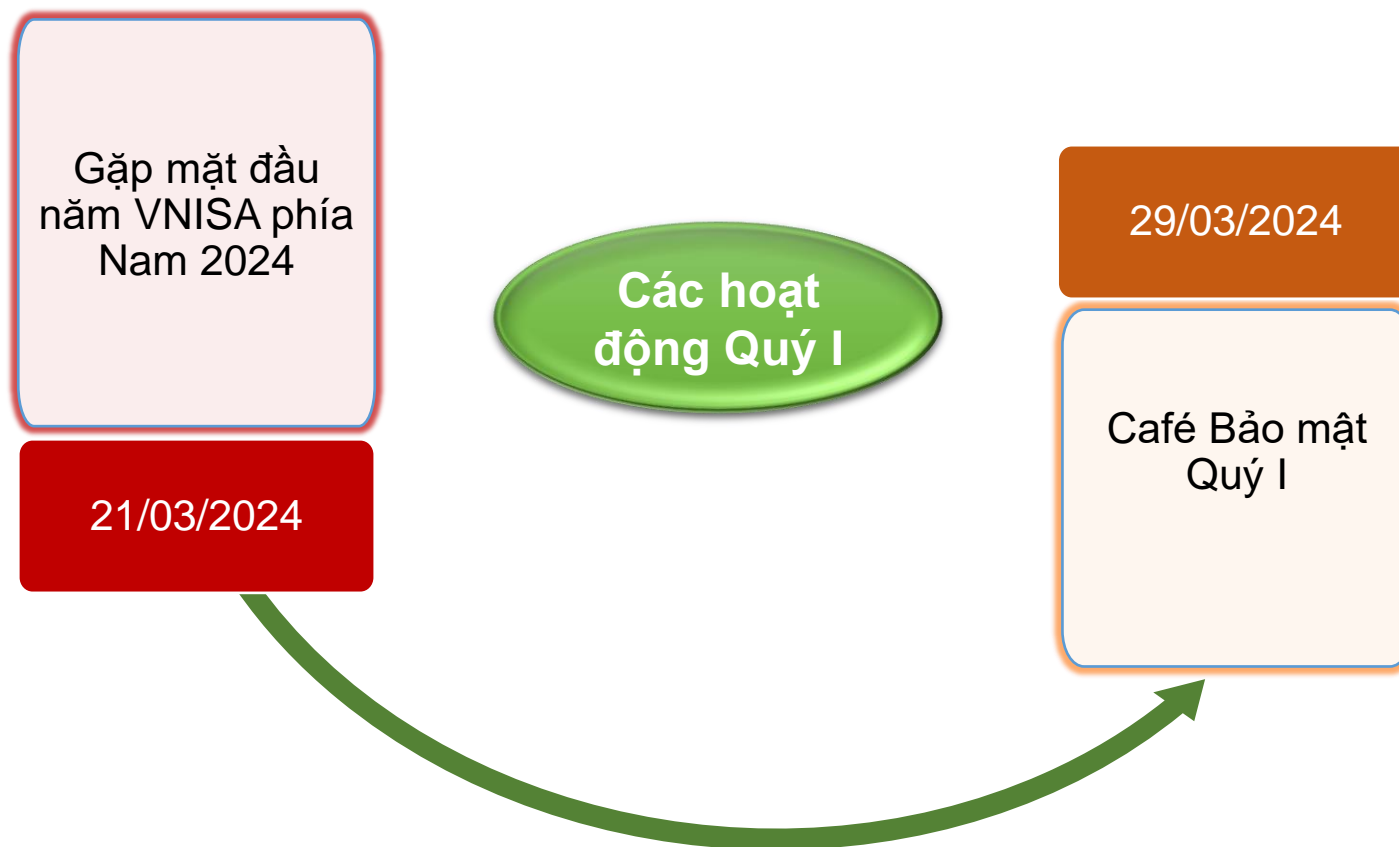 Gặp mặt đầu
năm VNISA phía
Nam 2024
21/03/2024
Các hoạt
động Quý I
29/03/2024
Café Bảo mật
Quý I